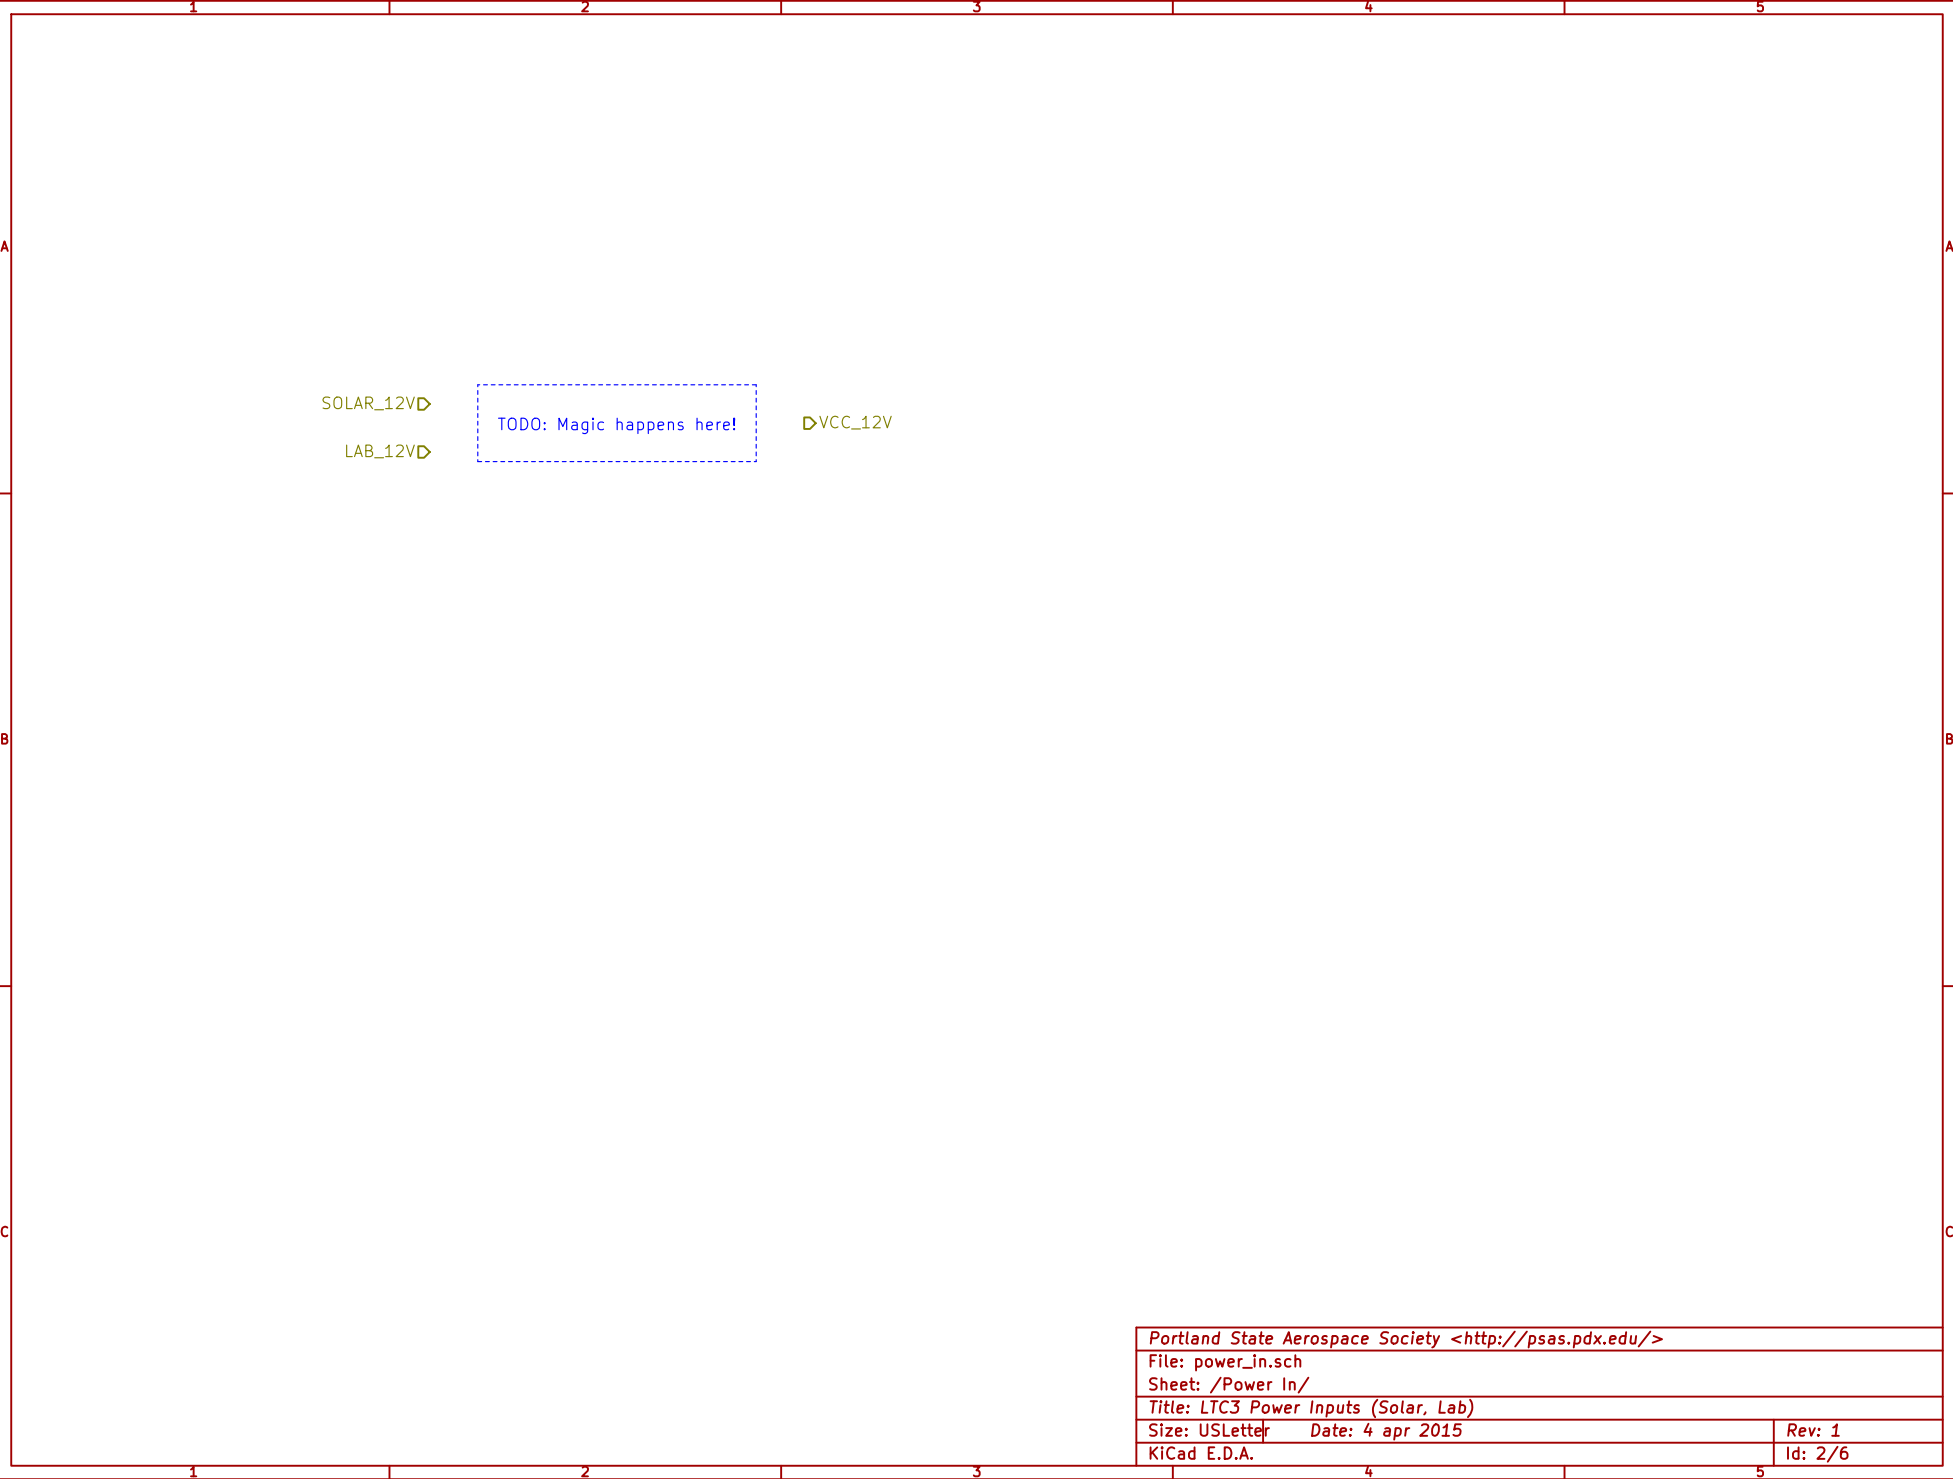 1 2 3 4 5
A A
SOLAR_12V
TODO: Magic happens here!
VCC_12V
LAB_12V
B B
C C
Portland State Aerospace Society <http://psas.pdx.edu/>
File: power_in.sch
Sheet: /Power In/
Title: LTC3 Power Inputs (Solar, Lab)
Size: USLetter Date: 4 apr 2015 Rev: 1
KiCad E.D.A. Id: 2/6
1 2 3 4 5